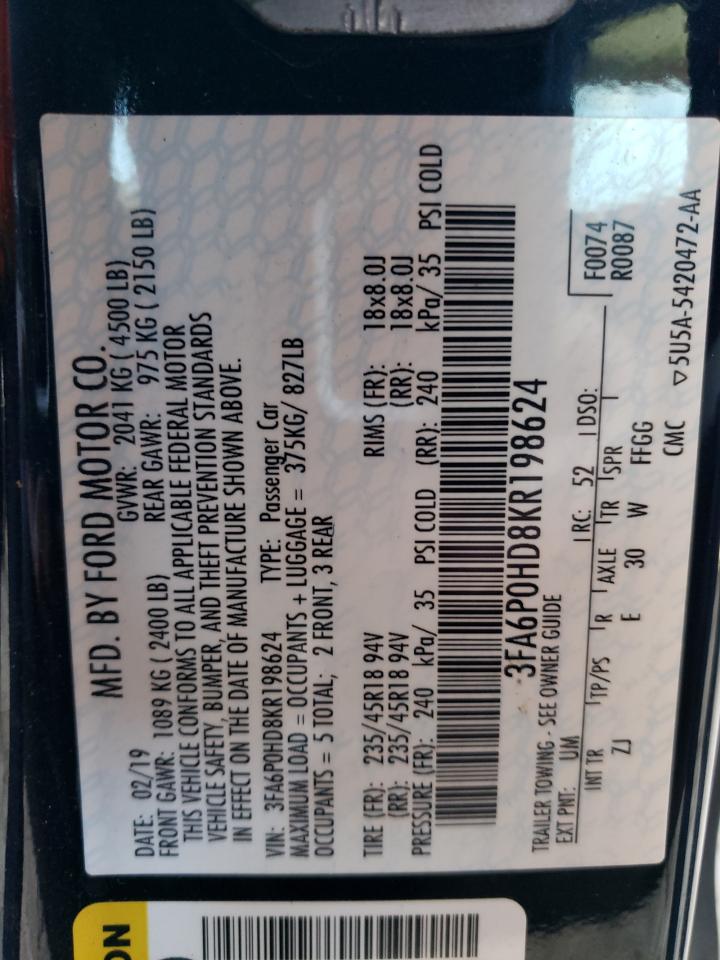 MFD. BY FORD MOTOR CO.
DATE: 02/19 GVWR: 2041 KG ( 4500 LB)
FRONT GAWR: 1089 KG ( 2400 LB) REAR GAWR: 975 KG ( 2150 LB)
THIS VEHICLE CONFORMS TO ALL APPLICABLE FEDERAL MOTOR
VEHICLE SAFETY, BUMPER, AND THEFT PREVENTION STANDARDS
IN EFFECT ON THE DATE OF MANUFACTURE SHOWN ABOVE.
VIN: 3FA6P0HD8KR198624 TYPE: Passenger Car
MAXIMUM LOAD = OCCUPANTS + LUGGAGE = 375KG/ 827LB
OCCUPANTS = 5 TOTAL; 2 FRONT, 3 REAR
TIRE (FR): 235/45R18 94V RIMS (FR): 18x8.0J
(RR): 235/45R18 94V (RR): 18x8.0J
PRESSURE (FR): 240 kPa/ 35 PSI COLD (RR): 240 kPa/ 35 PSI COLD
3FA6P0HD8KR198624
TRAILER TOWING - SEE OWNER GUIDE
EXT PNT: UM RC: 52 DSO:
F0074
R0087
INT TR TP/PS R AXLE TR SPR
ZJ E 30 W FFGG
CMC ▽5U5A-5420472-AA
ON